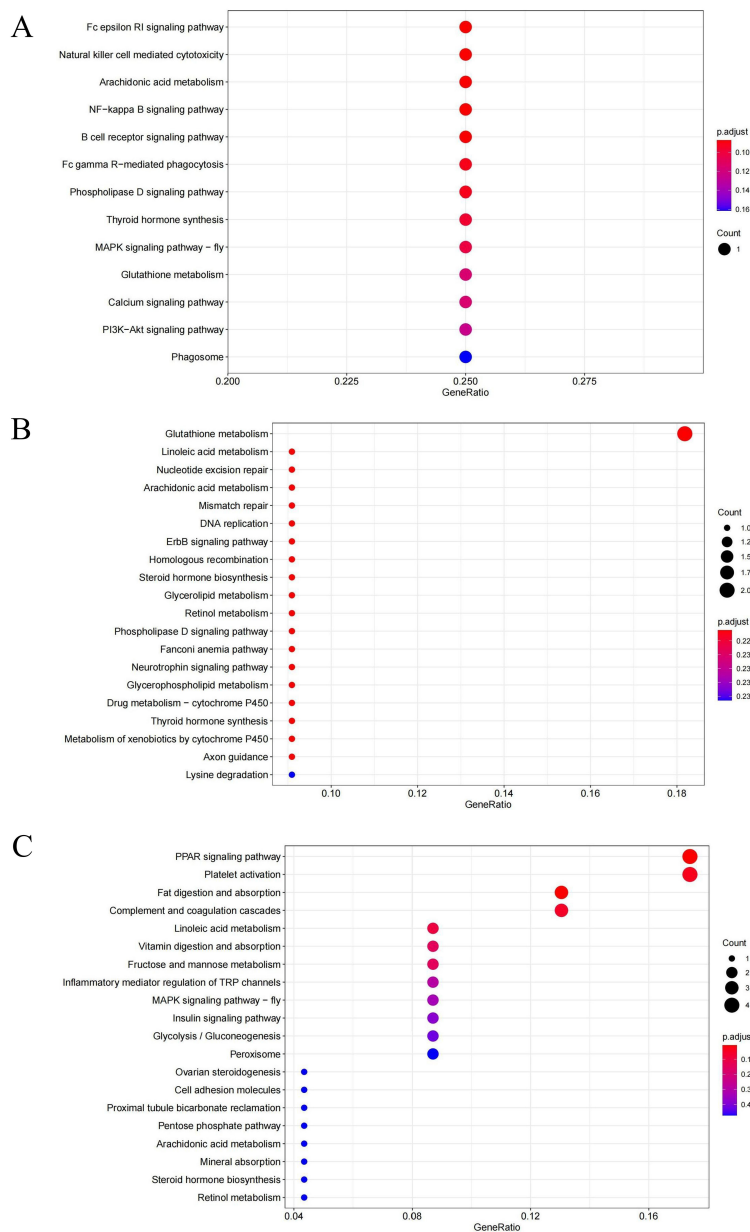 A
Fc epsilon RI signaling pathway
Natural killer cell mediated cytotoxicity
Arachidonic acid metabolism
NF−kappa B signaling pathway
B cell receptor signaling pathway
Fc gamma R−mediated phagocytosis
Phospholipase D signaling pathway
Thyroid hormone synthesis
MAPK signaling pathway − fly
Glutathione metabolism
Calcium signaling pathway
PI3K−Akt signaling pathway
Phagosome
0.200 0.225 0.250 0.275
GeneRatio
p.adjust
0.10
0.12
0.14
0.16
Count
1
B
Glutathione metabolism
Linoleic acid metabolism
Nucleotide excision repair
Arachidonic acid metabolism
Mismatch repair
DNA replication
ErbB signaling pathway
Homologous recombination
Steroid hormone biosynthesis
Glycerolipid metabolism
Retinol metabolism
Phospholipase D signaling pathway
Fanconi anemia pathway
Neurotrophin signaling pathway
Glycerophospholipid metabolism
Drug metabolism − cytochrome P450
Thyroid hormone synthesis
Metabolism of xenobiotics by cytochrome P450
Axon guidance
Lysine degradation
0.10 0.12 0.14 0.16 0.18
GeneRatio
Count
1.0
1.2
1.5
1.7
2.0
p.adjust
0.22
0.23
0.23
0.23
C
PPAR signaling pathway
Platelet activation
Fat digestion and absorption
Complement and coagulation cascades
Linoleic acid metabolism
Vitamin digestion and absorption
Fructose and mannose metabolism
Inflammatory mediator regulation of TRP channels
MAPK signaling pathway − fly
Insulin signaling pathway
Glycolysis / Gluconeogenesis
Peroxisome
Ovarian steroidogenesis
Cell adhesion molecules
Proximal tubule bicarbonate reclamation
Pentose phosphate pathway
Arachidonic acid metabolism
Mineral absorption
Steroid hormone biosynthesis
Retinol metabolism
0.04 0.08 0.12 0.16
GeneRatio
Count
1
2
3
4
p.adjust
0.1
0.2
0.3
0.4